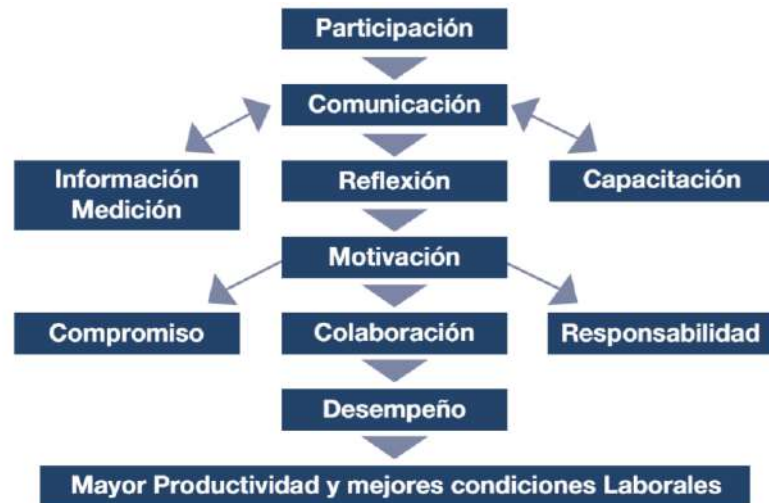 Participación
Comunicación
Información
Medición
Reflexión
Capacitación
Motivación
Compromiso
Colaboración
Responsabilidad
Desempeño
Mayor Productividad y mejores condiciones Laborales